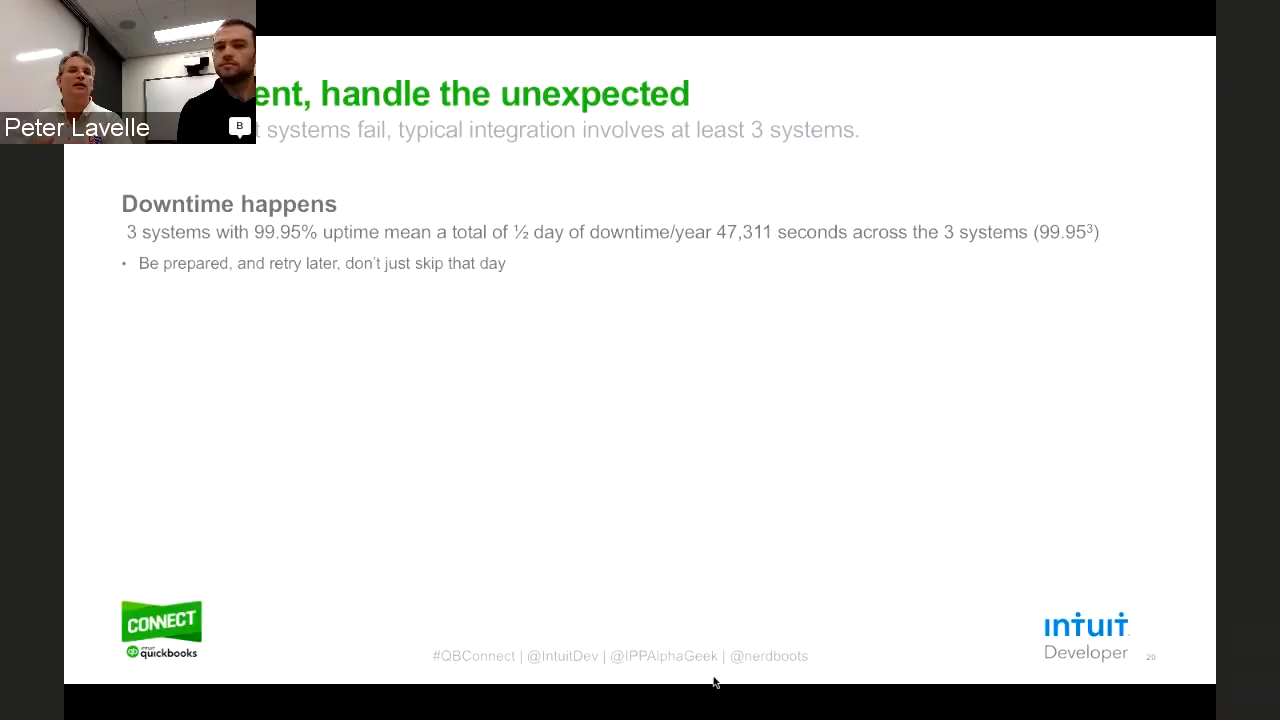 ent, handle the unexpected
t systems fail, typical integration involves at least 3 systems.
Peter Lavelle
B
Downtime happens
3 systems with 99.95% uptime mean a total of ½ day of downtime/year 47,311 seconds across the 3 systems (99.95³)
• Be prepared, and retry later, don't just skip that day
CONNECT
qb intuit quickbooks
#QBConnect | @IntuitDev | @IPPAlphaGeek | @nerdboots
intuit
Developer
20